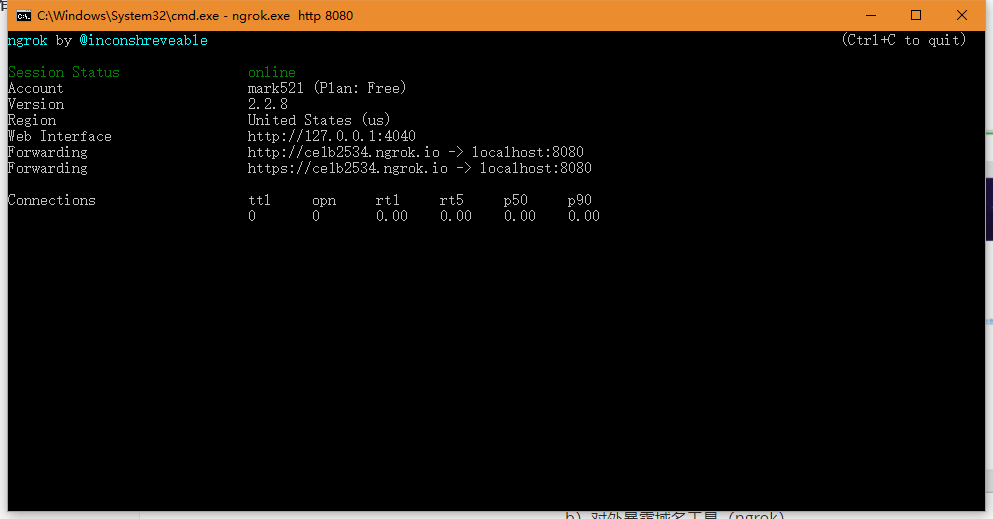 C:\Windows\System32\cmd.exe - ngrok.exe  http 8080
ngrok by @inconshreveable (Ctrl+C to quit)
Session Status online
Account mark521 (Plan: Free)
Version 2.2.8
Region United States (us)
Web Interface http://127.0.0.1:4040
Forwarding http://ce1b2534.ngrok.io -> localhost:8080
Forwarding https://ce1b2534.ngrok.io -> localhost:8080
Connections ttl opn rt1 rt5 p50 p90
0 0 0.00 0.00 0.00 0.00
b）对外暴露域名工具（ngrok）